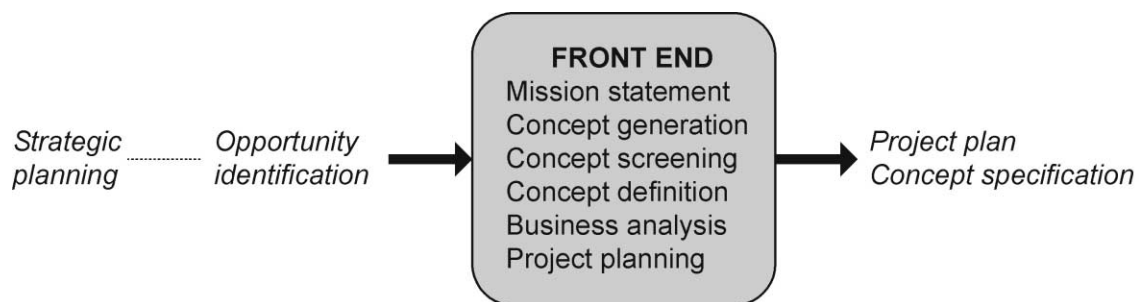 Strategic
planning
Opportunity
identification
FRONT END
Mission statement
Concept generation
Concept screening
Concept definition
Business analysis
Project planning
Project plan
Concept specification